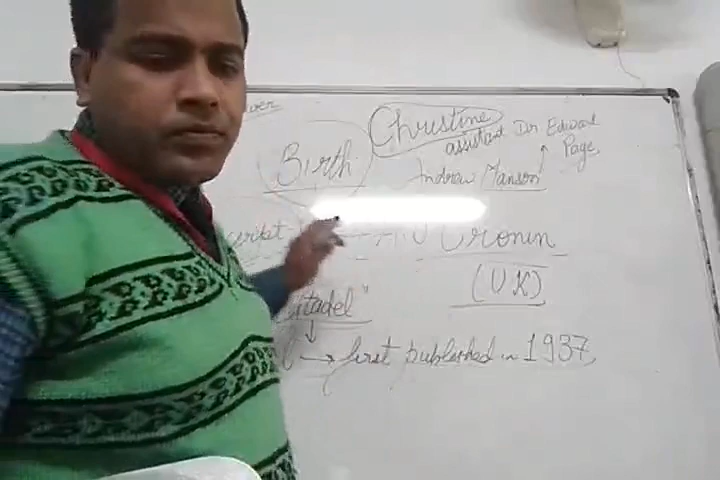 Christine
assistant Dr Edward
Page,
Birth
Andrew Manson
A.J Cronin
(UK)
Citadel"
first published in 1937,